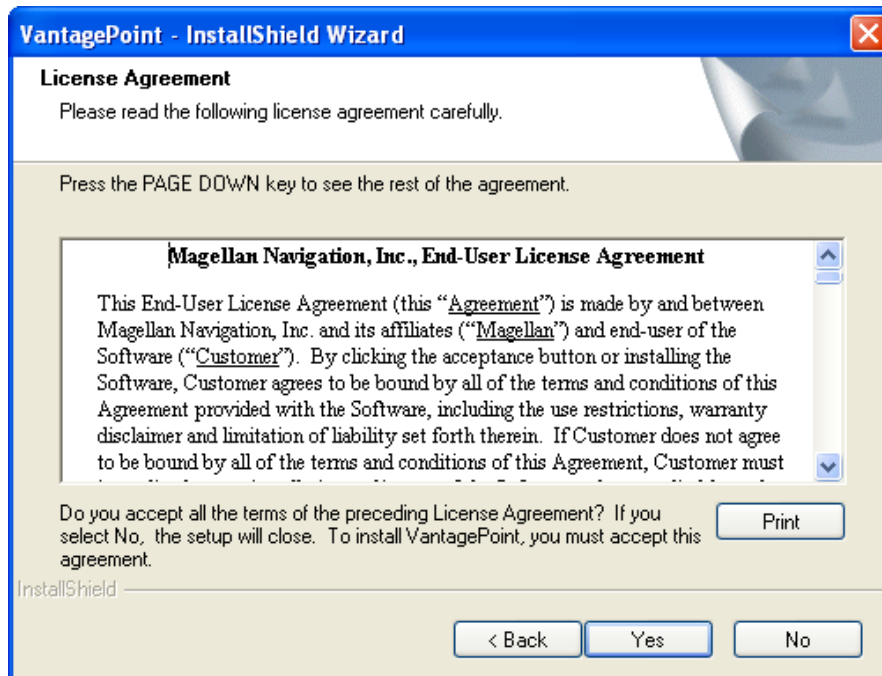 VantagePoint - InstallShield Wizard
License Agreement
Please read the following license agreement carefully.
Press the PAGE DOWN key to see the rest of the agreement.
Magellan Navigation, Inc., End-User License Agreement
This End-User License Agreement (this “Agreement”) is made by and between
Magellan Navigation, Inc. and its affiliates (“Magellan”) and end-user of the
Software (“Customer”).  By clicking the acceptance button or installing the
Software, Customer agrees to be bound by all of the terms and conditions of this
Agreement provided with the Software, including the use restrictions, warranty
disclaimer and limitation of liability set forth therein.  If Customer does not agree
to be bound by all of the terms and conditions of this Agreement, Customer must
Do you accept all the terms of the preceding License Agreement?  If you
select No,  the setup will close.  To install VantagePoint, you must accept this
agreement.
Print
InstallShield
< Back
Yes
No